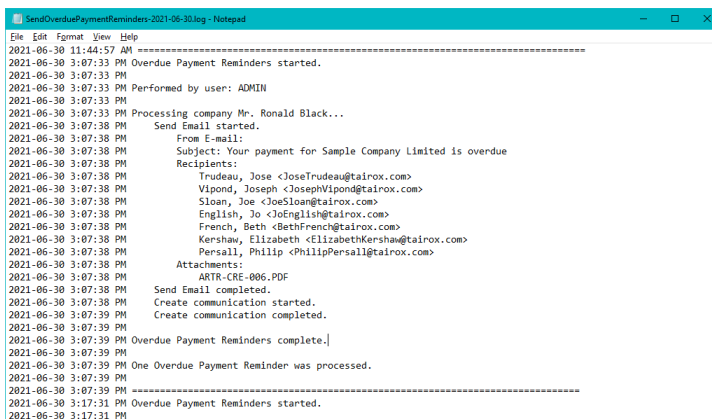 SendOverduePaymentReminders-2021-06-30.log - Notepad
File Edit Format View Help
2021-06-30 11:44:57 AM ================================================================================
2021-06-30 3:07:33 PM Overdue Payment Reminders started.
2021-06-30 3:07:33 PM
2021-06-30 3:07:33 PM Performed by user: ADMIN
2021-06-30 3:07:33 PM
2021-06-30 3:07:33 PM Processing company Mr. Ronald Black...
2021-06-30 3:07:38 PM     Send Email started.
2021-06-30 3:07:38 PM         From E-mail:
2021-06-30 3:07:38 PM         Subject: Your payment for Sample Company Limited is overdue
2021-06-30 3:07:38 PM         Recipients:
2021-06-30 3:07:38 PM             Trudeau, Jose <JoseTrudeau@tairox.com>
2021-06-30 3:07:38 PM             Vipond, Joseph <JosephVipond@tairox.com>
2021-06-30 3:07:38 PM             Sloan, Joe <JoeSloan@tairox.com>
2021-06-30 3:07:38 PM             English, Jo <JoEnglish@tairox.com>
2021-06-30 3:07:38 PM             French, Beth <BethFrench@tairox.com>
2021-06-30 3:07:38 PM             Kershaw, Elizabeth <ElizabethKershaw@tairox.com>
2021-06-30 3:07:38 PM             Persall, Philip <PhilipPersall@tairox.com>
2021-06-30 3:07:38 PM         Attachments:
2021-06-30 3:07:38 PM             ARTR-CRE-006.PDF
2021-06-30 3:07:38 PM     Send Email completed.
2021-06-30 3:07:38 PM     Create communication started.
2021-06-30 3:07:39 PM     Create communication completed.
2021-06-30 3:07:39 PM
2021-06-30 3:07:39 PM Overdue Payment Reminders complete.
2021-06-30 3:07:39 PM
2021-06-30 3:07:39 PM One Overdue Payment Reminder was processed.
2021-06-30 3:07:39 PM
2021-06-30 3:07:39 PM ================================================================================
2021-06-30 3:17:31 PM Overdue Payment Reminders started.
2021-06-30 3:17:31 PM